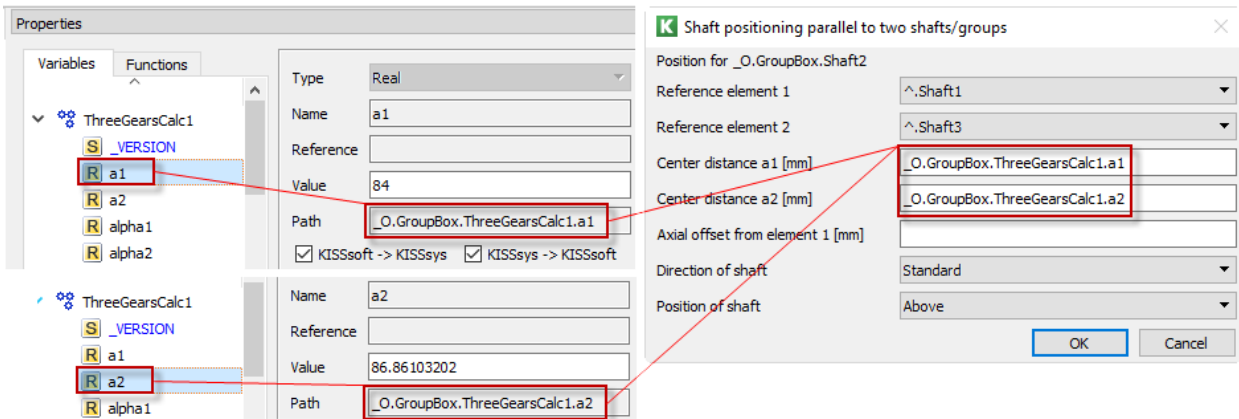 Properties
Variables
Functions
ThreeGearsCalc1
S _VERSION
R a1
R a2
R alpha1
R alpha2
Type Real
Name a1
Reference
Value 84
Path _O.GroupBox.ThreeGearsCalc1.a1
KISSsoft -> KISSsys KISSsys -> KISSsoft
ThreeGearsCalc1
S _VERSION
R a1
R a2
R alpha1
Name a2
Reference
Value 86.86103202
Path _O.GroupBox.ThreeGearsCalc1.a2
K Shaft positioning parallel to two shafts/groups
Position for _O.GroupBox.Shaft2
Reference element 1 ^.Shaft1
Reference element 2 ^.Shaft3
Center distance a1 [mm] _O.GroupBox.ThreeGearsCalc1.a1
Center distance a2 [mm] _O.GroupBox.ThreeGearsCalc1.a2
Axial offset from element 1 [mm]
Direction of shaft Standard
Position of shaft Above
OK Cancel